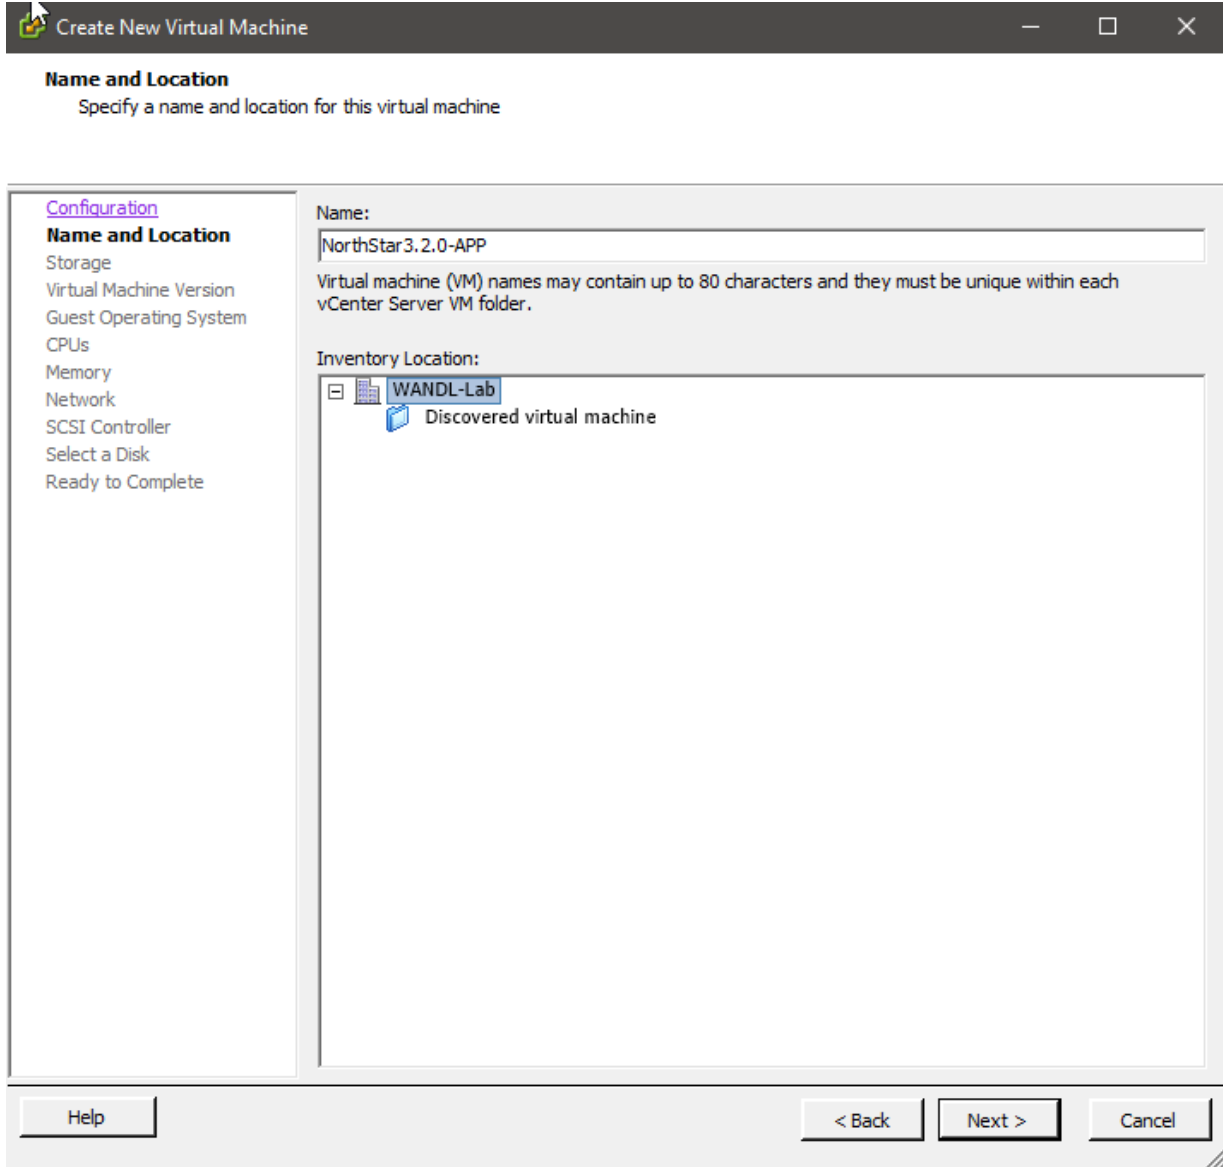 Create New Virtual Machine
Name and Location
Specify a name and location for this virtual machine
Configuration
Name and Location
Storage
Virtual Machine Version
Guest Operating System
CPUs
Memory
Network
SCSI Controller
Select a Disk
Ready to Complete
Name:
NorthStar3.2.0-APP
Virtual machine (VM) names may contain up to 80 characters and they must be unique within each
vCenter Server VM folder.
Inventory Location:
WANDL-Lab
Discovered virtual machine
Help
< Back
Next >
Cancel